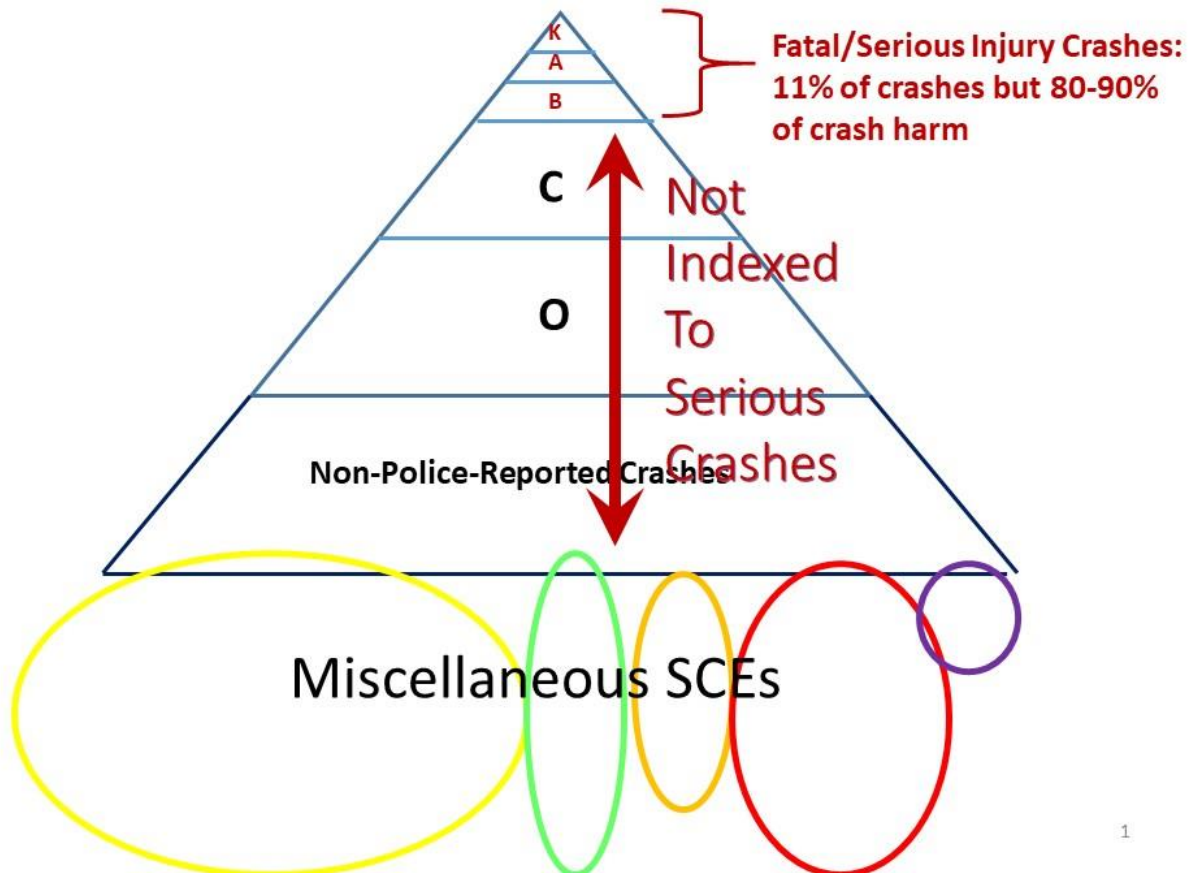 K
A
B
Fatal/Serious Injury Crashes:
11% of crashes but 80-90%
of crash harm
C
O
Not
Indexed
To
Serious
Crashes
Non-Police-Reported Crashes
Miscellaneous SCEs
1